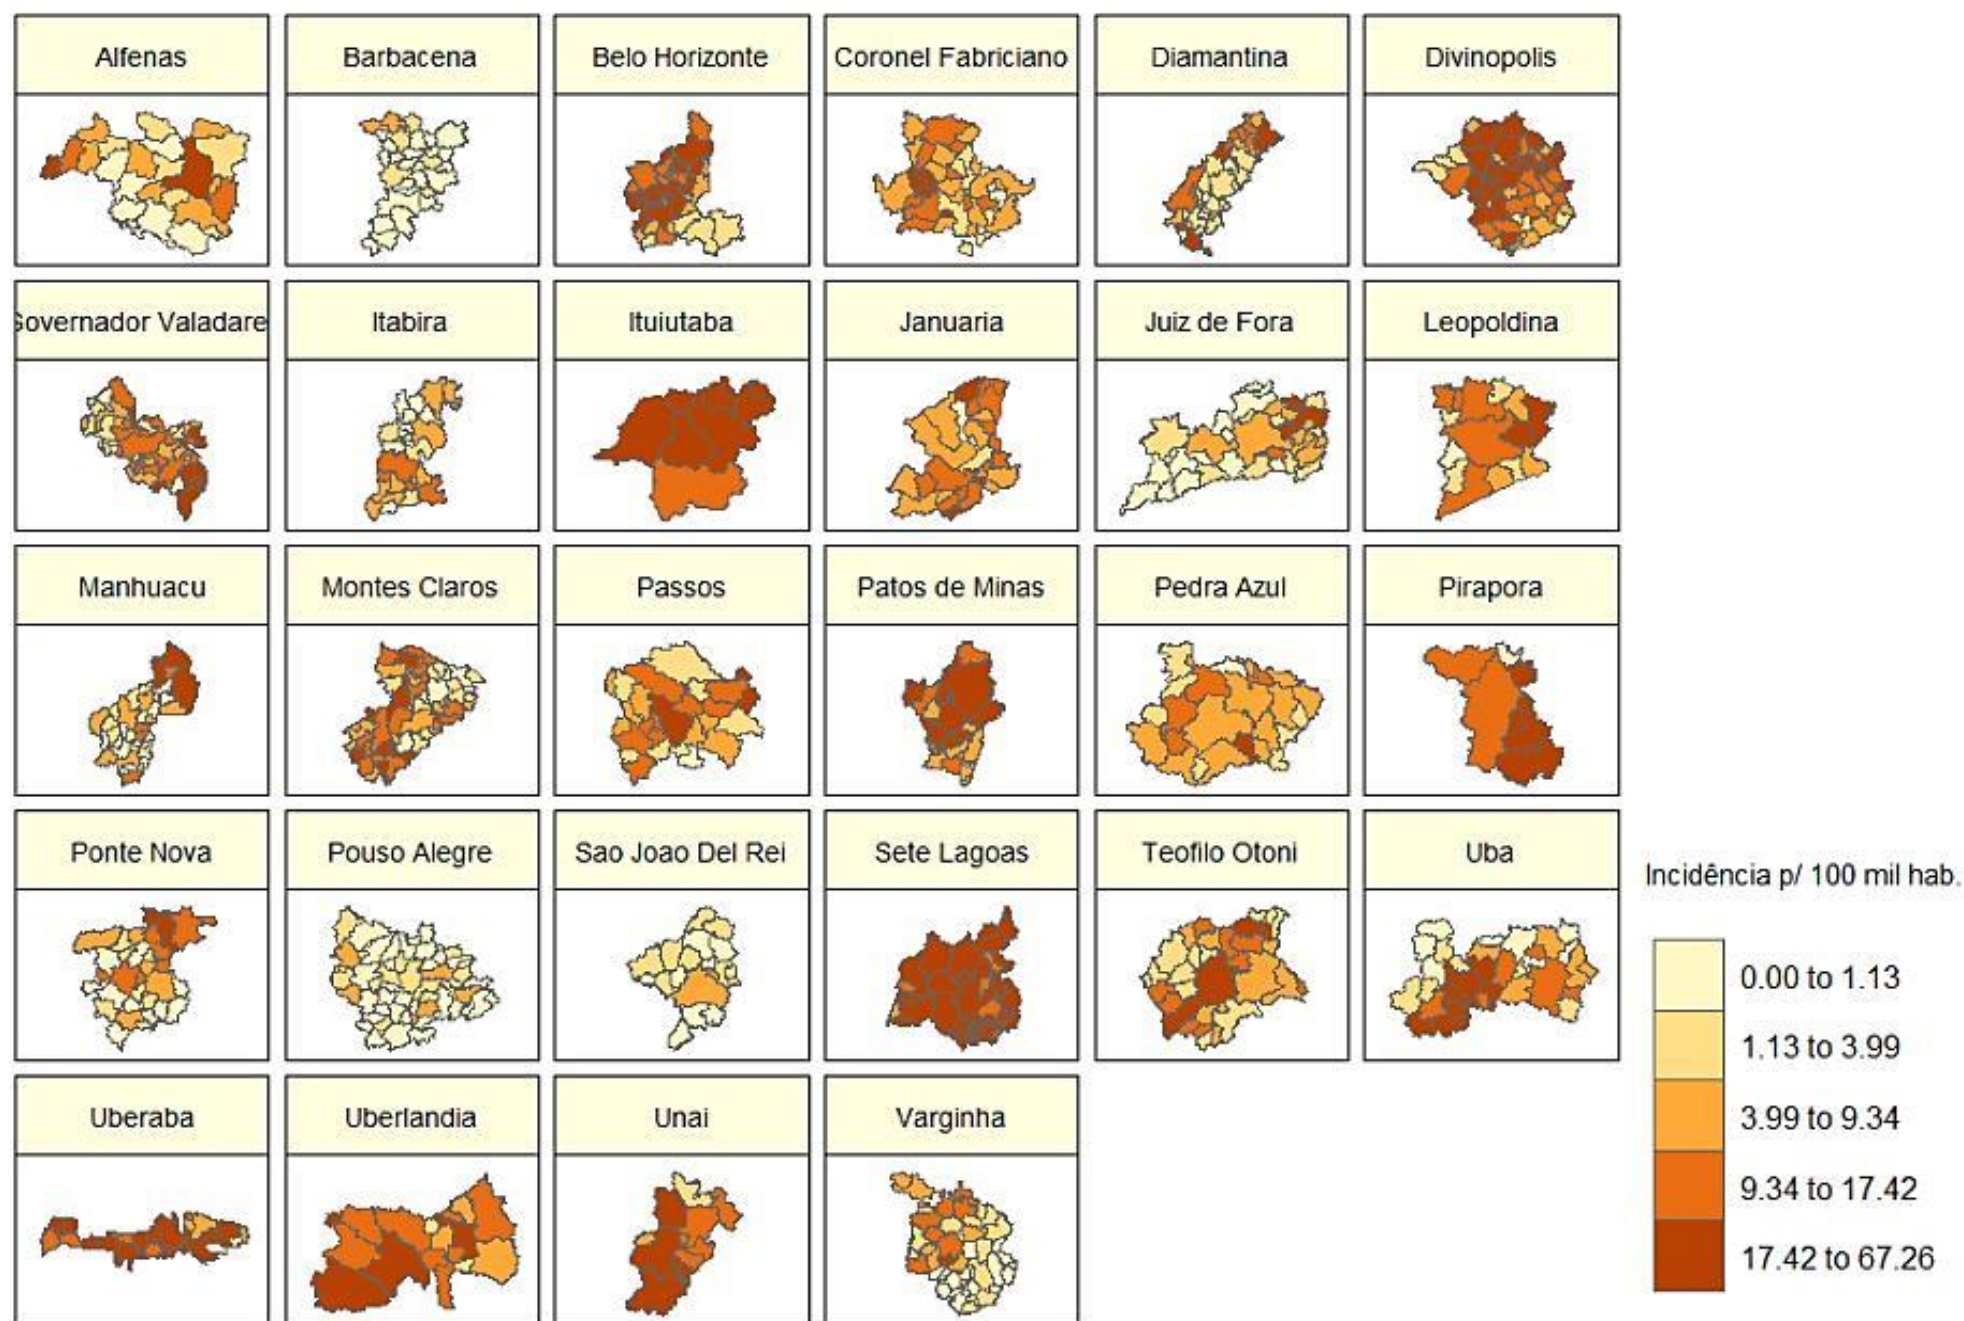 Alfenas
Barbacena
Belo Horizonte
Coronel Fabriciano
Diamantina
Divinopolis
Governador Valadare
Itabira
Ituiutaba
Januaria
Juiz de Fora
Leopoldina
Manhuacu
Montes Claros
Passos
Patos de Minas
Pedra Azul
Pirapora
Ponte Nova
Pouso Alegre
Sao Joao Del Rei
Sete Lagoas
Teofilo Otoni
Uba
Uberaba
Uberlandia
Unai
Varginha
Incidência p/ 100 mil hab.
0.00 to 1.13
1.13 to 3.99
3.99 to 9.34
9.34 to 17.42
17.42 to 67.26